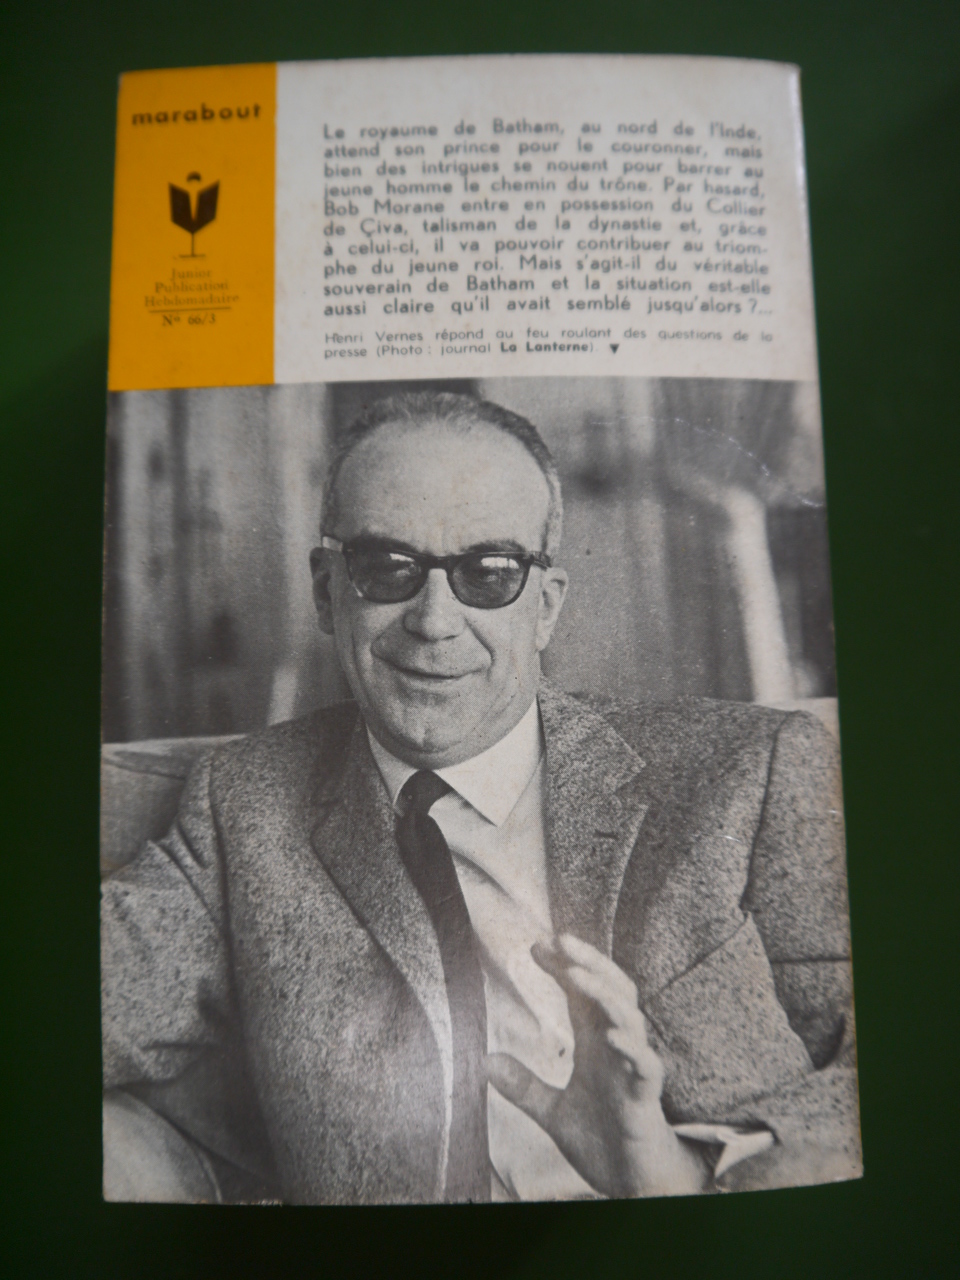 marabout
Junior
Publication
Hebdomadaire
Nº 66/3
Le royaume de Batham, au nord de l'Inde,
attend son prince pour le couronner, mais
bien des intrigues se nouent pour barrer au
jeune homme le chemin du trône. Par hasard,
Bob Morane entre en possession du Collier
de Çiva, talisman de la dynastie et, grâce
à celui-ci, il va pouvoir contribuer au triom-
phe du jeune roi. Mais s'agit-il du véritable
souverain de Batham et la situation est-elle
aussi claire qu'il avait semblé jusqu'alors ?...
Henri Vernes répond au feu roulant des questions de la
presse (Photo : journal La Lanterne). ▼